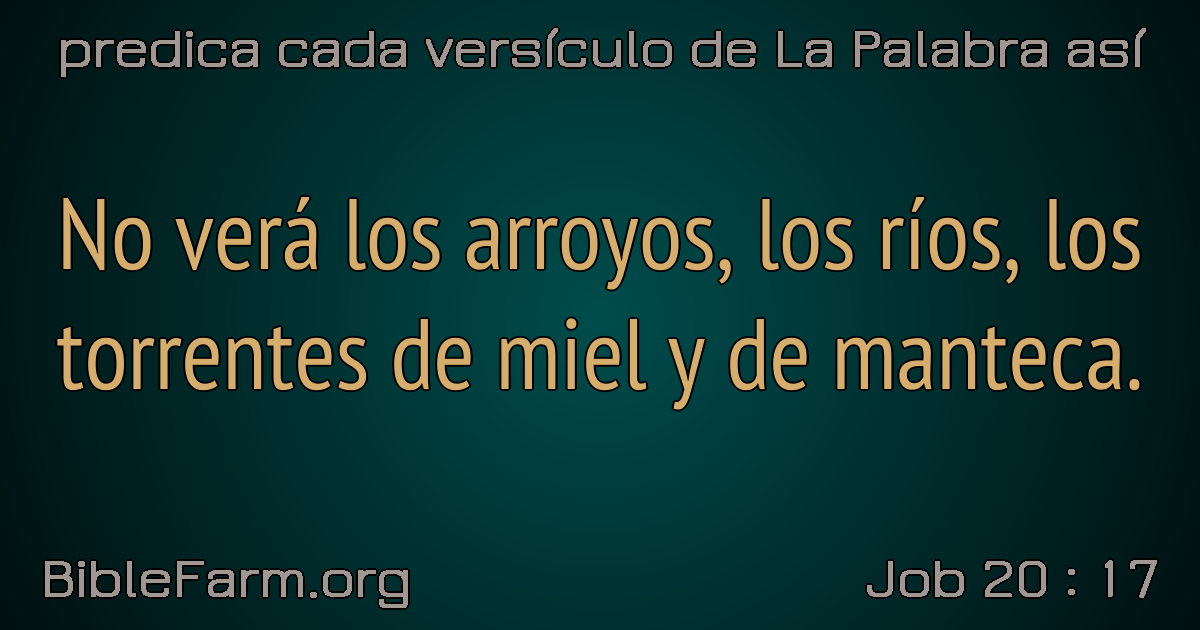 predica cada versículo de La Palabra así
No verá los arroyos, los ríos, los
torrentes de miel y de manteca.
BibleFarm.org
Job 20 : 17